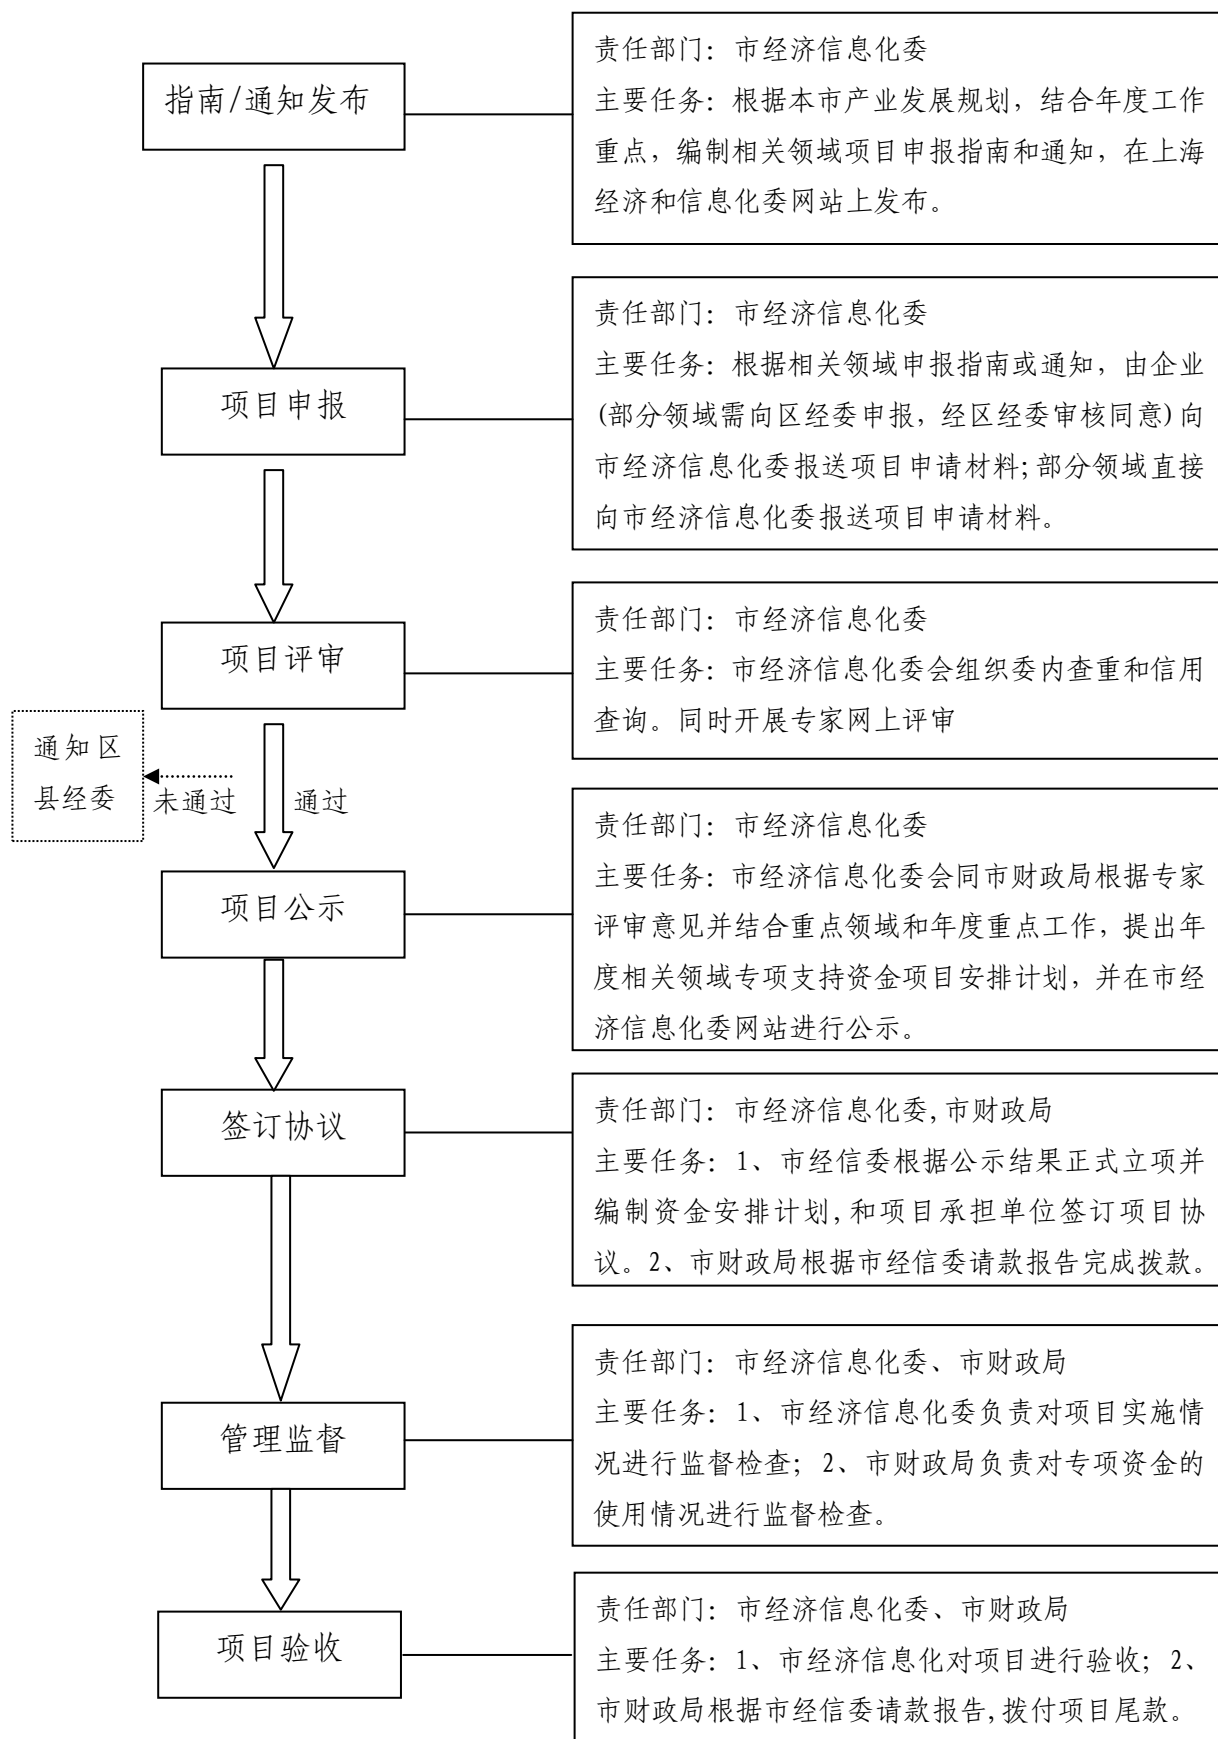 指南/通知发布
责任部门：市经济信息化委
主要任务：根据本市产业发展规划，结合年度工作
重点，编制相关领域项目申报指南和通知，在上海
经济和信息化委网站上发布。
项目申报
责任部门：市经济信息化委
主要任务：根据相关领域申报指南或通知，由企业
(部分领域需向区经委申报，经区经委审核同意)向
市经济信息化委报送项目申请材料;部分领域直接
向市经济信息化委报送项目申请材料。
项目评审
责任部门：市经济信息化委
主要任务：市经济信息化委会组织委内查重和信用
查询。同时开展专家网上评审
通知区
县经委
未通过
通过
项目公示
责任部门：市经济信息化委
主要任务：市经济信息化委会同市财政局根据专家
评审意见并结合重点领域和年度重点工作，提出年
度相关领域专项支持资金项目安排计划，并在市经
济信息化委网站进行公示。
签订协议
责任部门：市经济信息化委,市财政局
主要任务：1、市经信委根据公示结果正式立项并
编制资金安排计划,和项目承担单位签订项目协
议。2、市财政局根据市经信委请款报告完成拨款。
管理监督
责任部门：市经济信息化委、市财政局
主要任务：1、市经济信息化委负责对项目实施情
况进行监督检查；2、市财政局负责对专项资金的
使用情况进行监督检查。
项目验收
责任部门：市经济信息化委、市财政局
主要任务：1、市经济信息化对项目进行验收；2、
市财政局根据市经信委请款报告,拨付项目尾款。